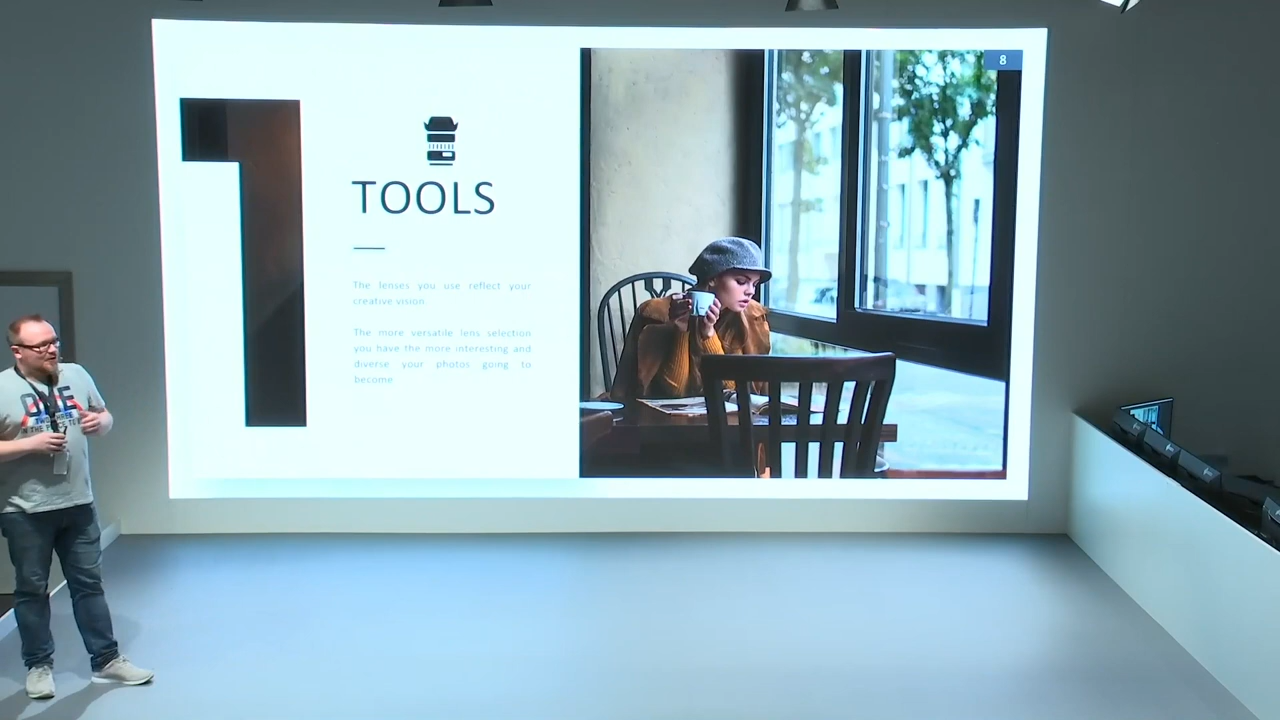 8
1
TOOLS
The lenses you use reflect your
creative vision.
The more versatile lens selection
you have the more interesting and
diverse your photos going to
become